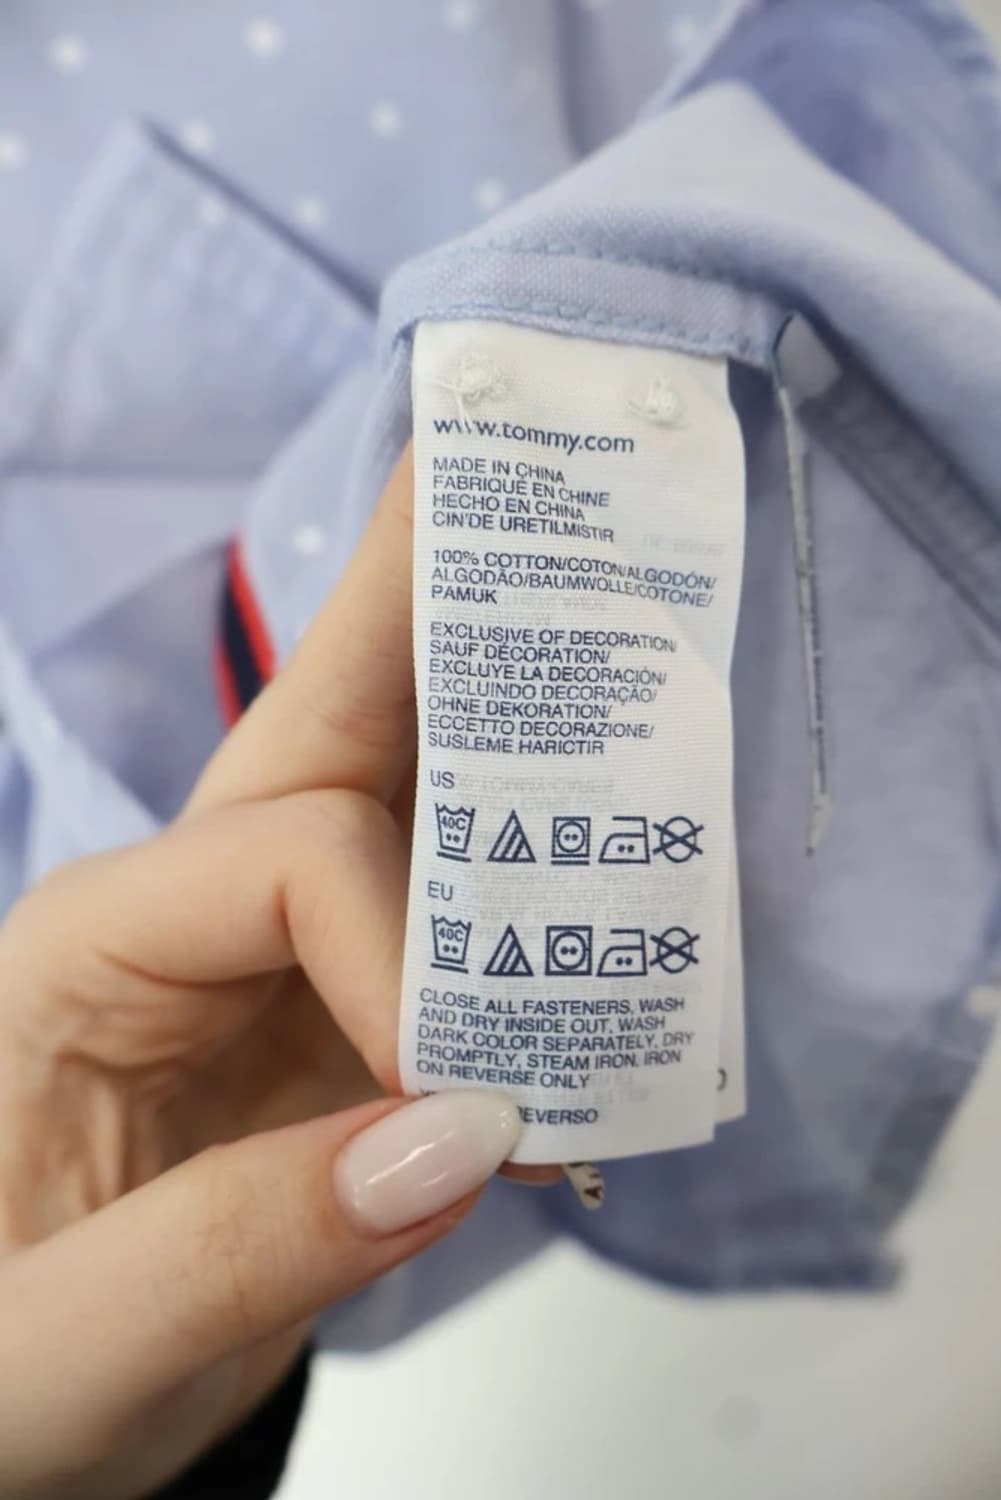 www.tommy.com
MADE IN CHINA
FABRIQUÉ EN CHINE
HECHO EN CHINA
CIN'DE URETILMISTIR
100% COTTON/COTON/ALGODÓN/
ALGODÃO/BAUMWOLLE/COTONE/
PAMUK
EXCLUSIVE OF DECORATION/
SAUF DÉCORATION/
EXCLUYE LA DECORACIÓN/
EXCLUINDO DECORAÇÃO/
OHNE DEKORATION/
ECCETTO DECORAZIONE/
SUSLEME HARICTIR
US
40C
EU
40C
CLOSE ALL FASTENERS, WASH
AND DRY INSIDE OUT, WASH
DARK COLOR SEPARATELY, DRY
PROMPTLY, STEAM IRON. IRON
ON REVERSE ONLY
REVERSO